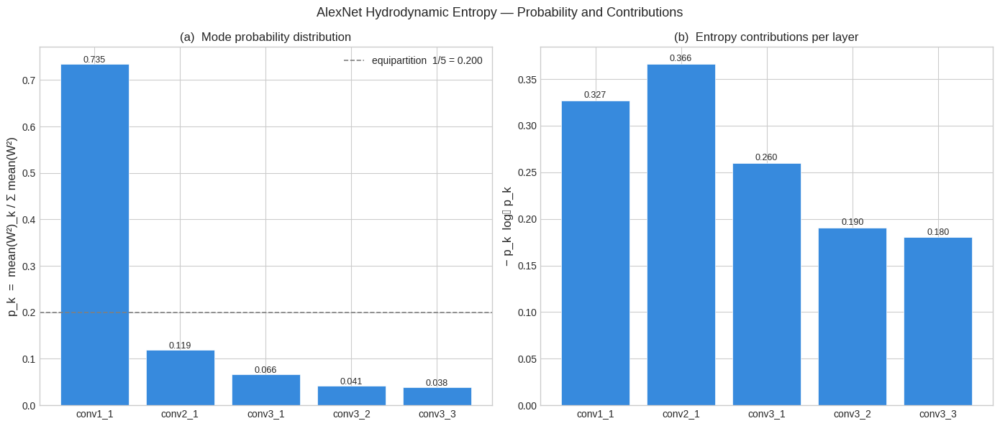 AlexNet Hydrodynamic Entropy — Probability and Contributions
(a)  Mode probability distribution
p_k  =  mean(W²)_k / Σ mean(W²)
0.7
0.6
0.5
0.4
0.3
0.2
0.1
0.0
0.735
0.119
0.066
0.041
0.038
equipartition  1/5 = 0.200
conv1_1
conv2_1
conv3_1
conv3_2
conv3_3
(b)  Entropy contributions per layer
− p_k  log▯ p_k
0.35
0.30
0.25
0.20
0.15
0.10
0.05
0.00
0.327
0.366
0.260
0.190
0.180
conv1_1
conv2_1
conv3_1
conv3_2
conv3_3